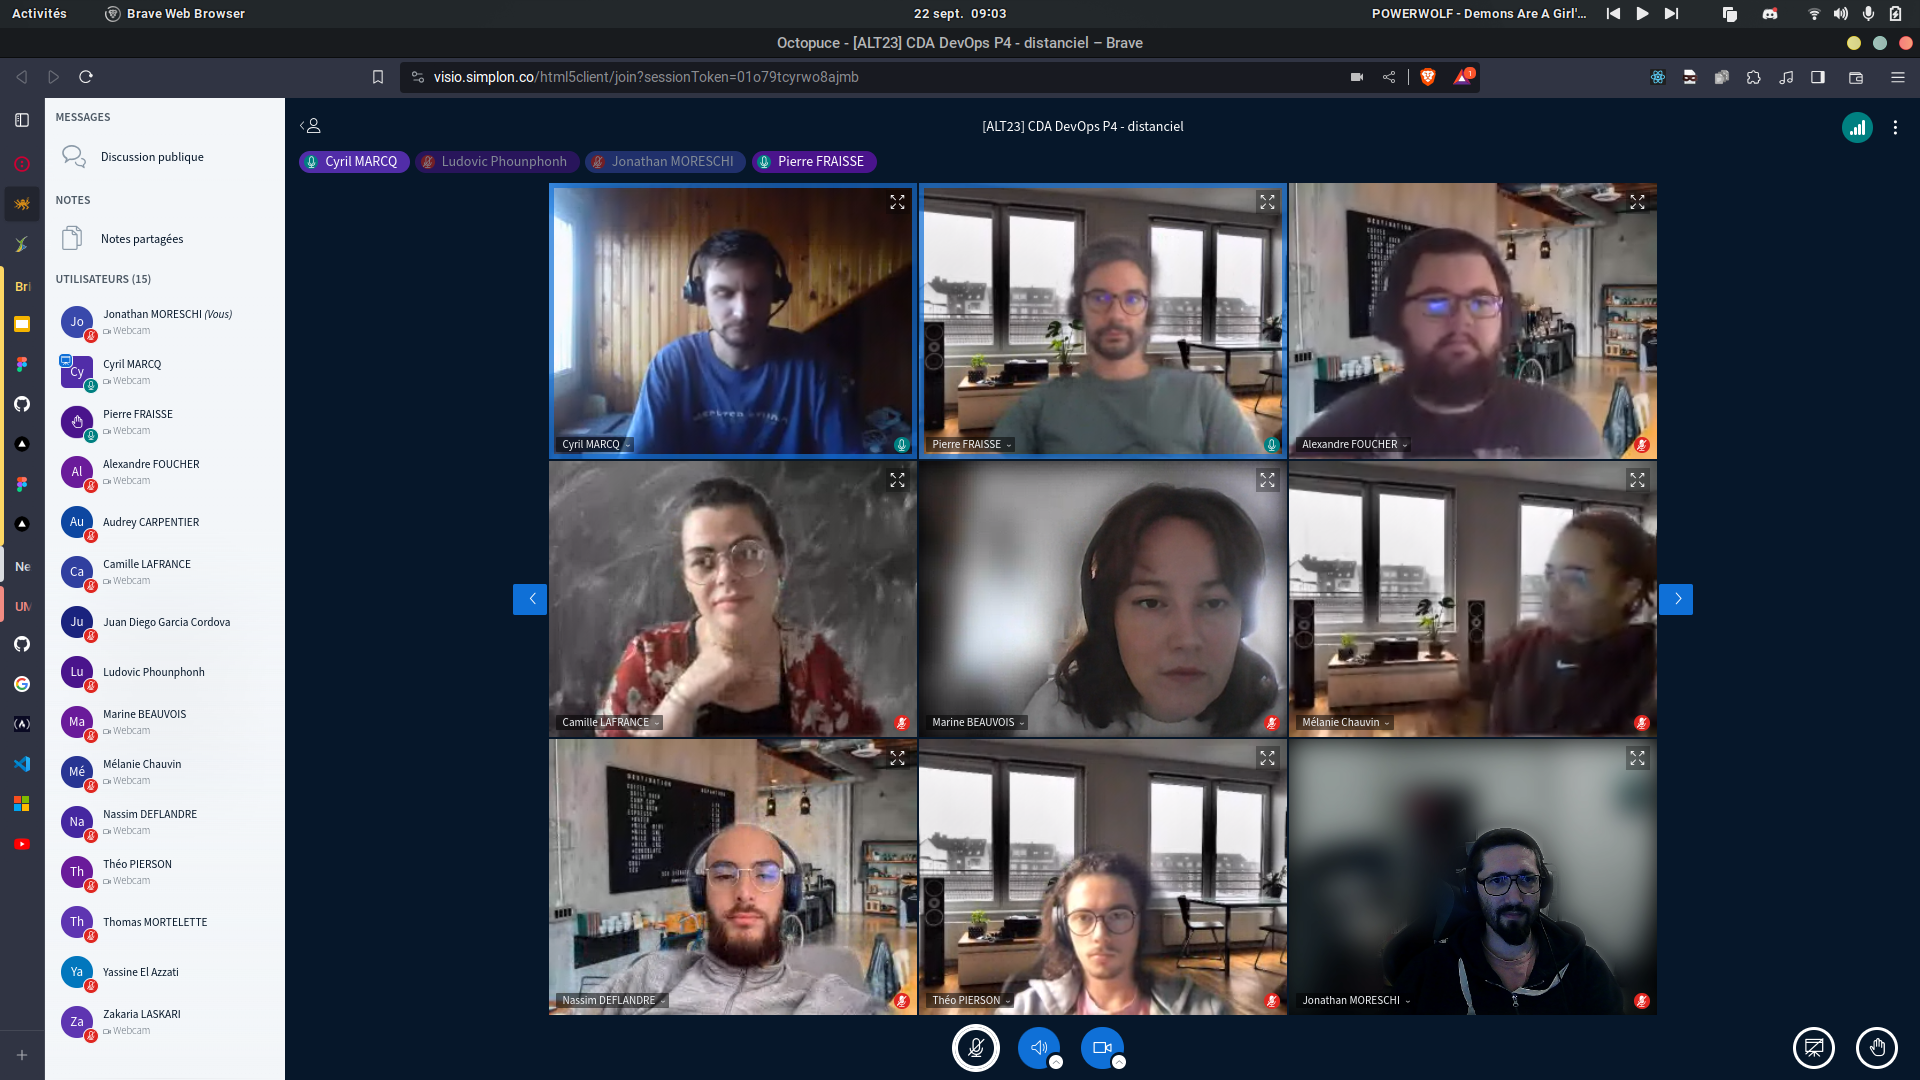 Activités
Brave Web Browser
22 sept. 09:03
POWERWOLF - Demons Are A Girl'...
Octopuce - [ALT23] CDA DevOps P4 - distanciel – Brave
visio.simplon.co/html5client/join?sessionToken=01o79tcyrwo8ajmb
1
MESSAGES
Discussion publique
NOTES
Notes partagées
UTILISATEURS (15)
Jo
Jonathan MORESCHI (Vous)
Webcam
Cy
Cyril MARCQ
Webcam
Pierre FRAISSE
Webcam
Al
Alexandre FOUCHER
Webcam
Au
Audrey CARPENTIER
Ca
Camille LAFRANCE
Webcam
Ju
Juan Diego Garcia Cordova
Lu
Ludovic Phounphonh
Ma
Marine BEAUVOIS
Webcam
Mé
Mélanie Chauvin
Webcam
Na
Nassim DEFLANDRE
Webcam
Th
Théo PIERSON
Webcam
Th
Thomas MORTELETTE
Ya
Yassine El Azzati
Za
Zakaria LASKARI
Webcam
[ALT23] CDA DevOps P4 - distanciel
Cyril MARCQ
Ludovic Phounphonh
Jonathan MORESCHI
Pierre FRAISSE
Cyril MARCQ
Pierre FRAISSE
Alexandre FOUCHER
Camille LAFRANCE
Marine BEAUVOIS
Mélanie Chauvin
DESTINATION
Nassim DEFLANDRE
Théo PIERSON
Jonathan MORESCHI